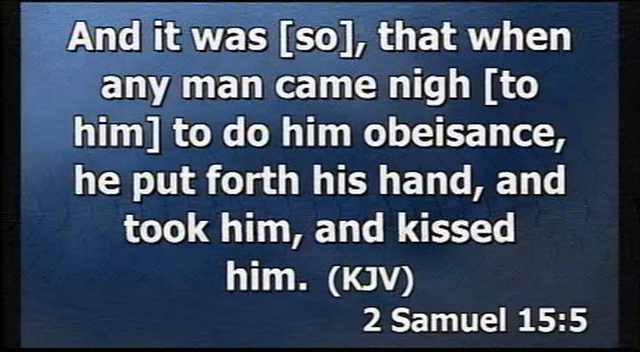 And it was [so], that when
any man came nigh [to
him] to do him obeisance,
he put forth his hand, and
took him, and kissed
him. (KJV)
2 Samuel 15:5